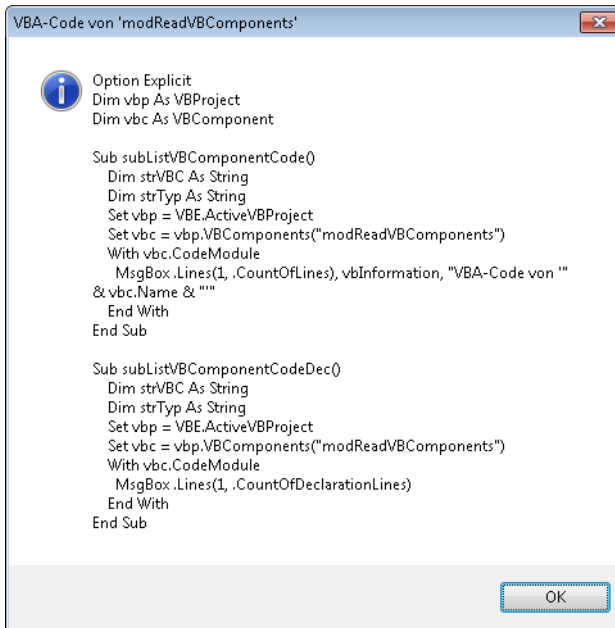 VBA-Code von 'modReadVBComponents'
Option Explicit
Dim vbp As VBProject
Dim vbc As VBComponent
Sub subListVBComponentCode()
Dim strVBC As String
Dim strTyp As String
Set vbp = VBE.ActiveVBProject
Set vbc = vbp.VBComponents("modReadVBComponents")
With vbc.CodeModule
MsgBox .Lines(1, .CountOfLines), vbInformation, "VBA-Code von '"
& vbc.Name & "'"
End With
End Sub
Sub subListVBComponentCodeDec()
Dim strVBC As String
Dim strTyp As String
Set vbp = VBE.ActiveVBProject
Set vbc = vbp.VBComponents("modReadVBComponents")
With vbc.CodeModule
MsgBox .Lines(1, .CountOfDeclarationLines)
End With
End Sub
OK